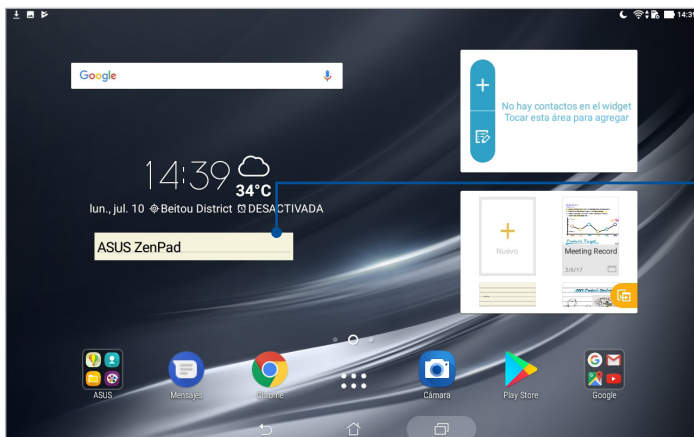 14:39
Google
No hay contactos en el widget
Tocar esta área para agregar
14:39
34°C
lun., jul. 10 Beitou District DESACTIVADA
ASUS ZenPad
Nuevo
Meeting Record
2/6/17
ASUS
Mensajes
Chrome
Cámara
Play Store
Google